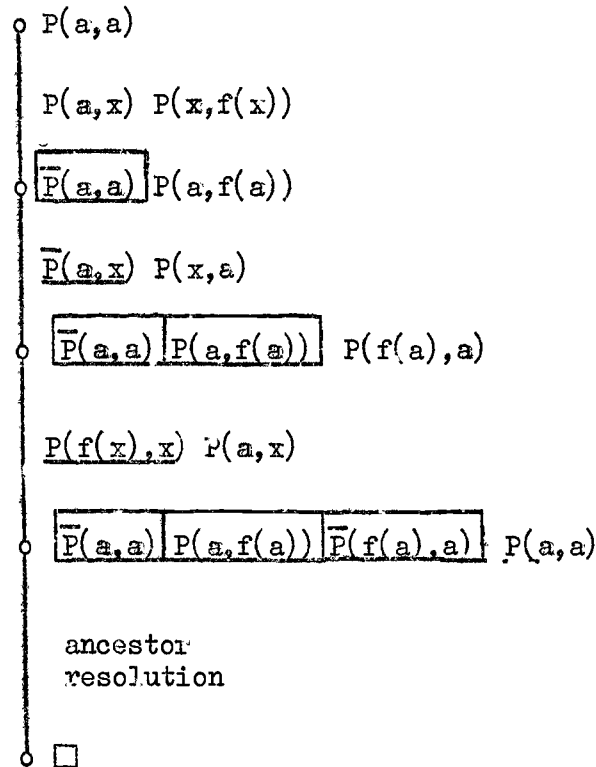 P(a,a)
P(a,x) P(x,f(x))
P̅(a,a) P(a,f(a))
P̅(a,x) P(x,a)
P̅(a,a) P(a,f(a)) P(f(a),a)
P(f(x),x) P(a,x)
P̅(a,a) P(a,f(a)) P̅(f(a),a) P(a,a)
ancestor
resolution
□